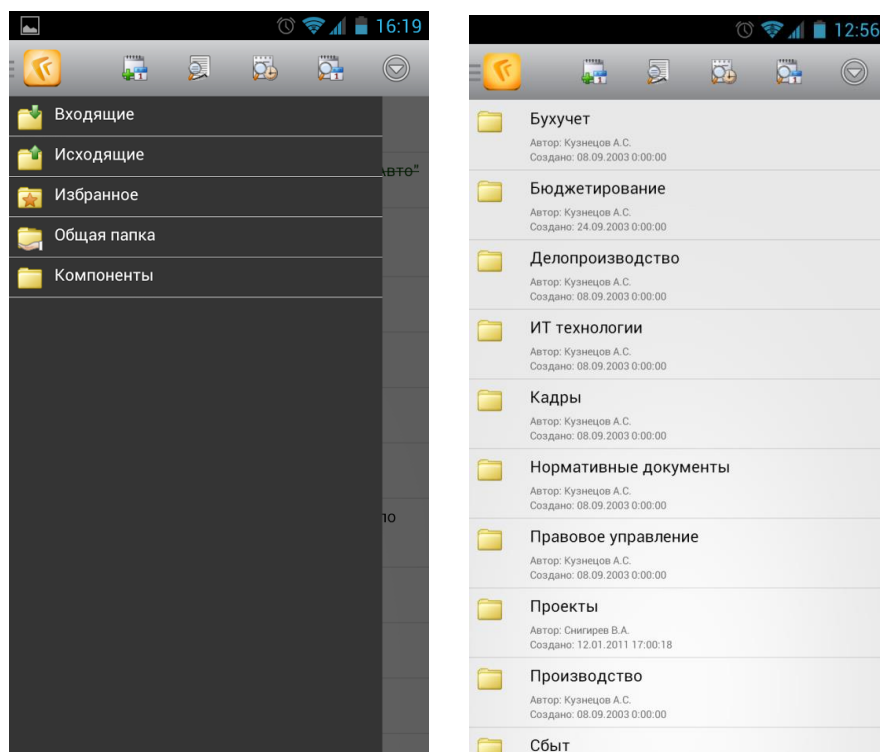 16:19
Входящие
Исходящие
Авто"
Избранное
Общая папка
Компоненты
по
12:56
Бухучет
Автор: Кузнецов А.С.
Создано: 08.09.2003 0:00:00
Бюджетирование
Автор: Кузнецов А.С.
Создано: 24.09.2003 0:00:00
Делопроизводство
Автор: Кузнецов А.С.
Создано: 08.09.2003 0:00:00
ИТ технологии
Автор: Кузнецов А.С.
Создано: 08.09.2003 0:00:00
Кадры
Автор: Кузнецов А.С.
Создано: 08.09.2003 0:00:00
Нормативные документы
Автор: Кузнецов А.С.
Создано: 08.09.2003 0:00:00
Правовое управление
Автор: Кузнецов А.С.
Создано: 08.09.2003 0:00:00
Проекты
Автор: Снигирев В.А.
Создано: 12.01.2011 17:00:18
Производство
Автор: Кузнецов А.С.
Создано: 08.09.2003 0:00:00
Сбыт